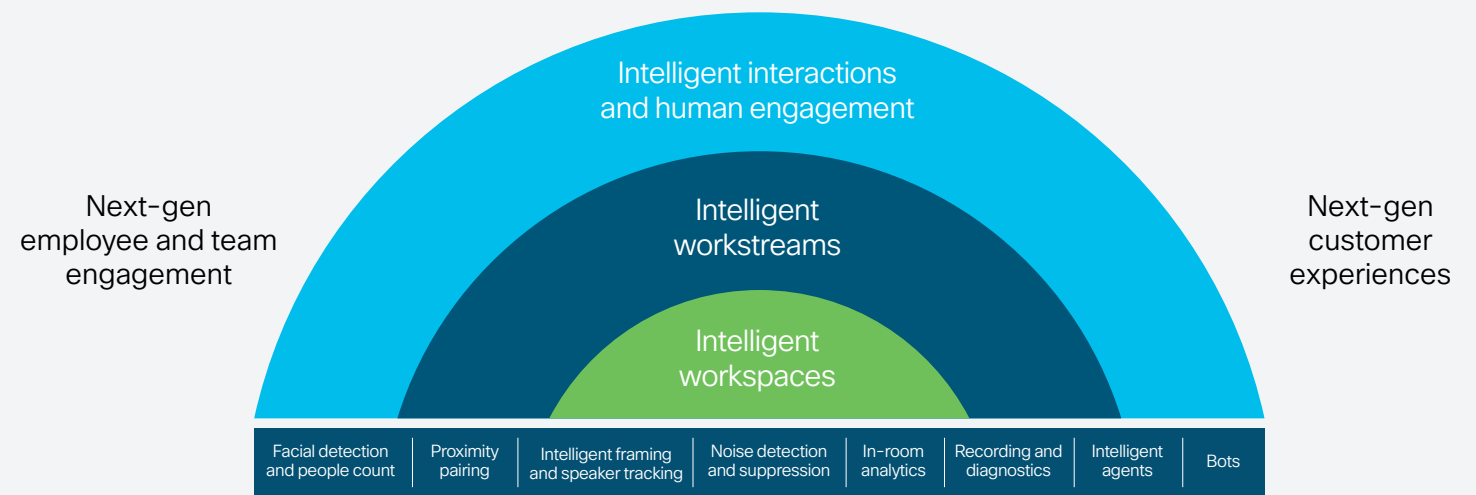 Intelligent interactions
and human engagement
Next-gen
employee and team
engagement
Intelligent
workstreams
Next-gen
customer
experiences
Intelligent
workspaces
Facial detection
and people count
Proximity
pairing
Intelligent framing
and speaker tracking
Noise detection
and suppression
In-room
analytics
Recording and
diagnostics
Intelligent
agents
Bots